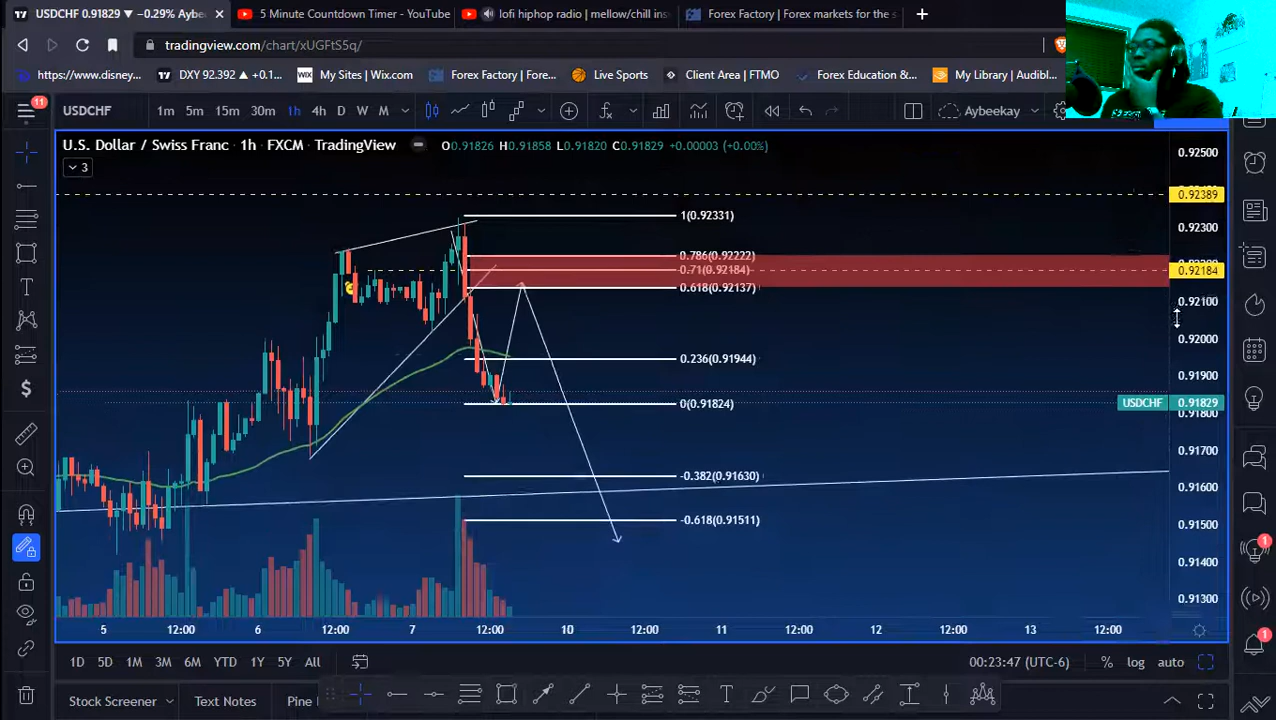 USDCHF 0.91829 ▼ −0.29% Aybee
5 Minute Countdown Timer - YouTube
lofi hiphop radio | mellow/chill ins
Forex Factory | Forex markets for the s
tradingview.com/chart/xUGFtS5q/
https://www.disney...
DXY 92.392 ▲ +0.1...
My Sites | Wix.com
Forex Factory | Fore...
Live Sports
Client Area | FTMO
Forex Education &...
My Library | Audibl...
11
USDCHF
1m 5m 15m 30m 1h 4h D W M
Aybeekay
U.S. Dollar / Swiss Franc · 1h · FXCM · TradingView
O0.91826 H0.91858 L0.91820 C0.91829 +0.00003 (+0.00%)
3
0.92500
0.92389
1(0.92331)
0.92300
0.786(0.92222)
0.71(0.92184)
0.92184
0.618(0.92137)
0.92100
0.92000
0.236(0.91944)
0.91900
0(0.91824)
USDCHF 0.91829
0.91800
0.91700
-0.382(0.91630)
0.91600
-0.618(0.91511)
0.91500
0.91400
0.91300
5 12:00 6 12:00 7 12:00 10 12:00 11 12:00 12 12:00 13 12:00
1D 5D 1M 3M 6M YTD 1Y 5Y All
00:23:47 (UTC-6)
% log auto
Stock Screener
Text Notes
Pine
1
1